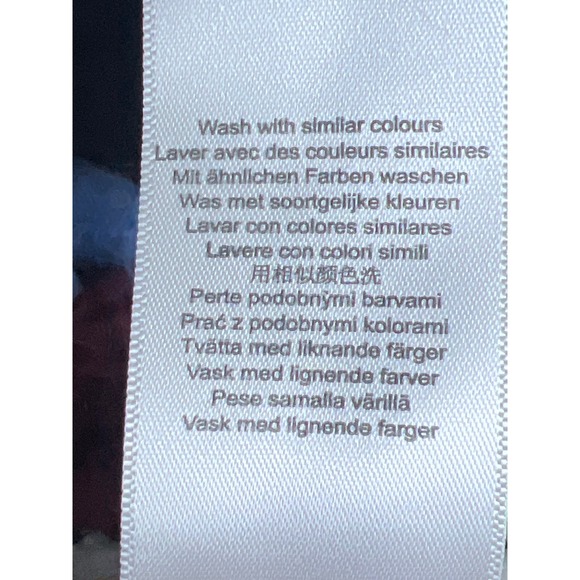 Wash with similar colours
Laver avec des couleurs similaires
Mit ähnlichen Farben waschen
Was met soortgelijke kleuren
Lavar con colores similares
Lavere con colori simili
用相似颜色洗
Perte podobnými barvami
Prać z podobnymi kolorami
Tvätta med liknande färger
Vask med lignende farver
Pese samalla värillä
Vask med lignende farger